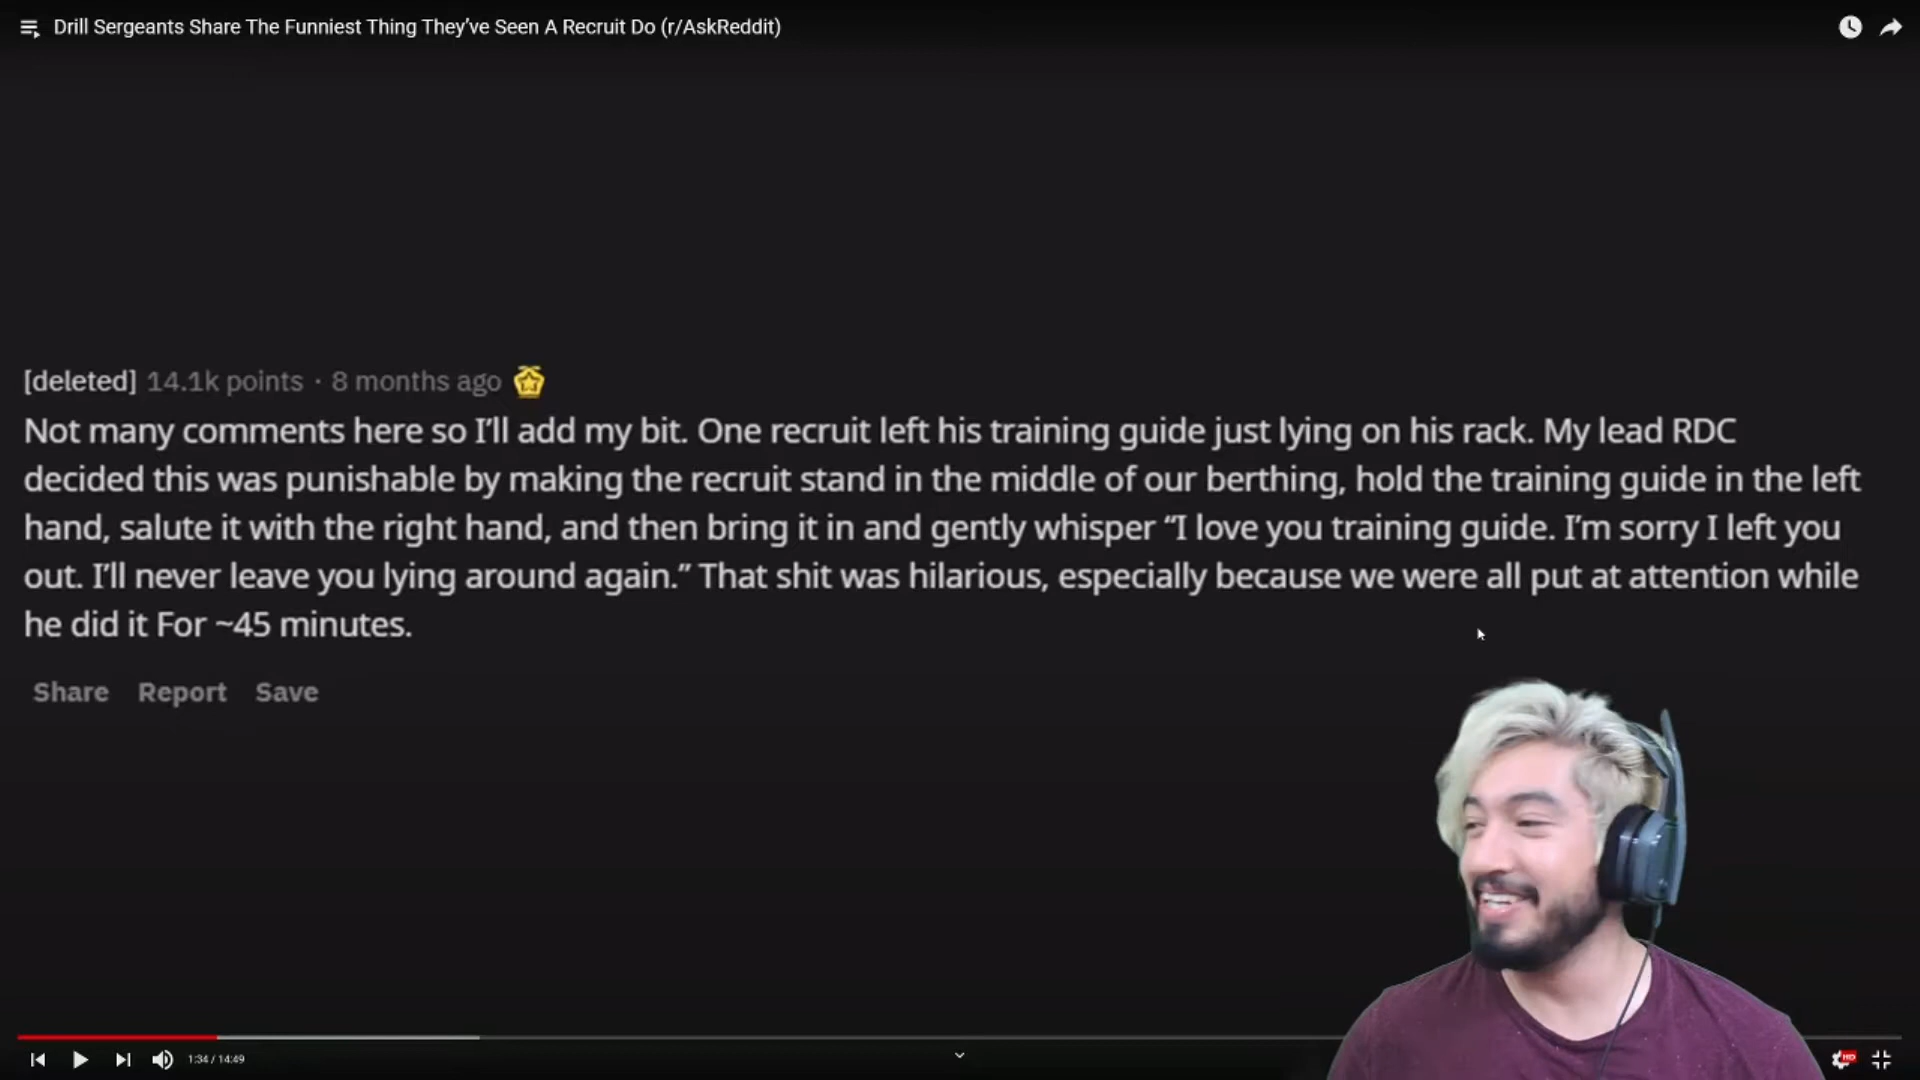 Drill Sergeants Share The Funniest Thing They’ve Seen A Recruit Do (r/AskReddit)
[deleted] 14.1k points · 8 months ago
Not many comments here so I’ll add my bit. One recruit left his training guide just lying on his rack. My lead RDC
decided this was punishable by making the recruit stand in the middle of our berthing, hold the training guide in the left
hand, salute it with the right hand, and then bring it in and gently whisper “I love you training guide. I’m sorry I left you
out. I’ll never leave you lying around again.” That shit was hilarious, especially because we were all put at attention while
he did it For ~45 minutes.
Share Report Save
1:34 / 14:49
HD